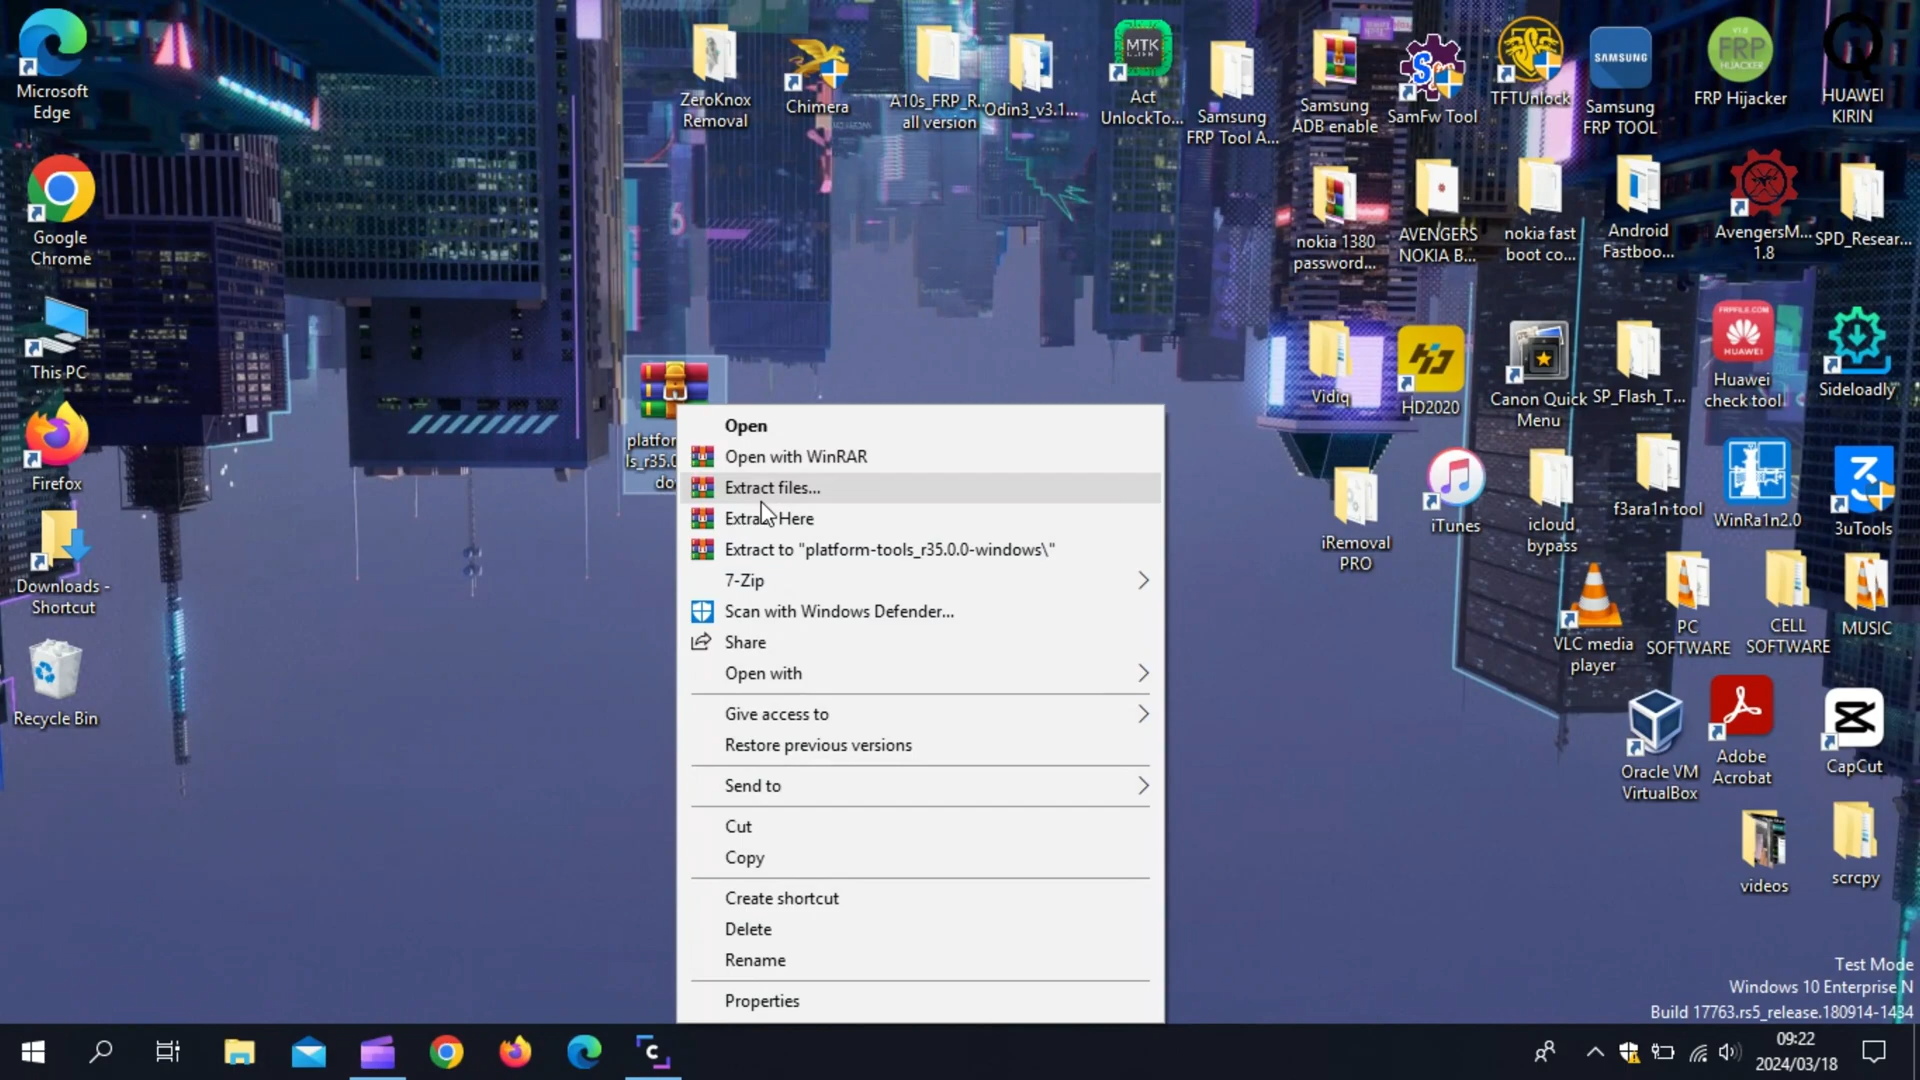 Microsoft
Edge
Google
Chrome
This PC
Firefox
Downloads -
Shortcut
Recycle Bin
ZeroKnox
Removal
Chimera
A10s_FRP_R...
all version
Odin3_v3.1...
MTK
Act
UnlockTo...
Samsung
FRP Tool A...
Samsung
ADB enable
SamFw Tool
TFTUnlock
SAMSUNG
Samsung
FRP TOOL
FRP
HIJACKER
FRP Hijacker
HUAWEI
KIRIN
nokia 1380
password...
AVENGERS
NOKIA B...
nokia fast
boot co...
Android
Fastboo...
AvengersM...
1.8
SPD_Resear...
Vidiq
HD2020
Canon Quick
Menu
SP_Flash_T...
FRPFILE.COM
HUAWEI
Huawei
check tool
Sideloadly
iRemoval
PRO
iTunes
icloud
bypass
f3ara1n tool
WinRa1n2.0
3uTools
VLC media
player
PC
SOFTWARE
CELL
SOFTWARE
MUSIC
Oracle VM
VirtualBox
Adobe
Acrobat
CapCut
videos
scrcpy
platfor
ls_r35.0
do
Open
Open with WinRAR
Extract files...
Extract Here
Extract to "platform-tools_r35.0.0-windows\"
7-Zip
Scan with Windows Defender...
Share
Open with
Give access to
Restore previous versions
Send to
Cut
Copy
Create shortcut
Delete
Rename
Properties
Test Mode
Windows 10 Enterprise N
Build 17763.rs5_release.180914-1434
09:22
2024/03/18